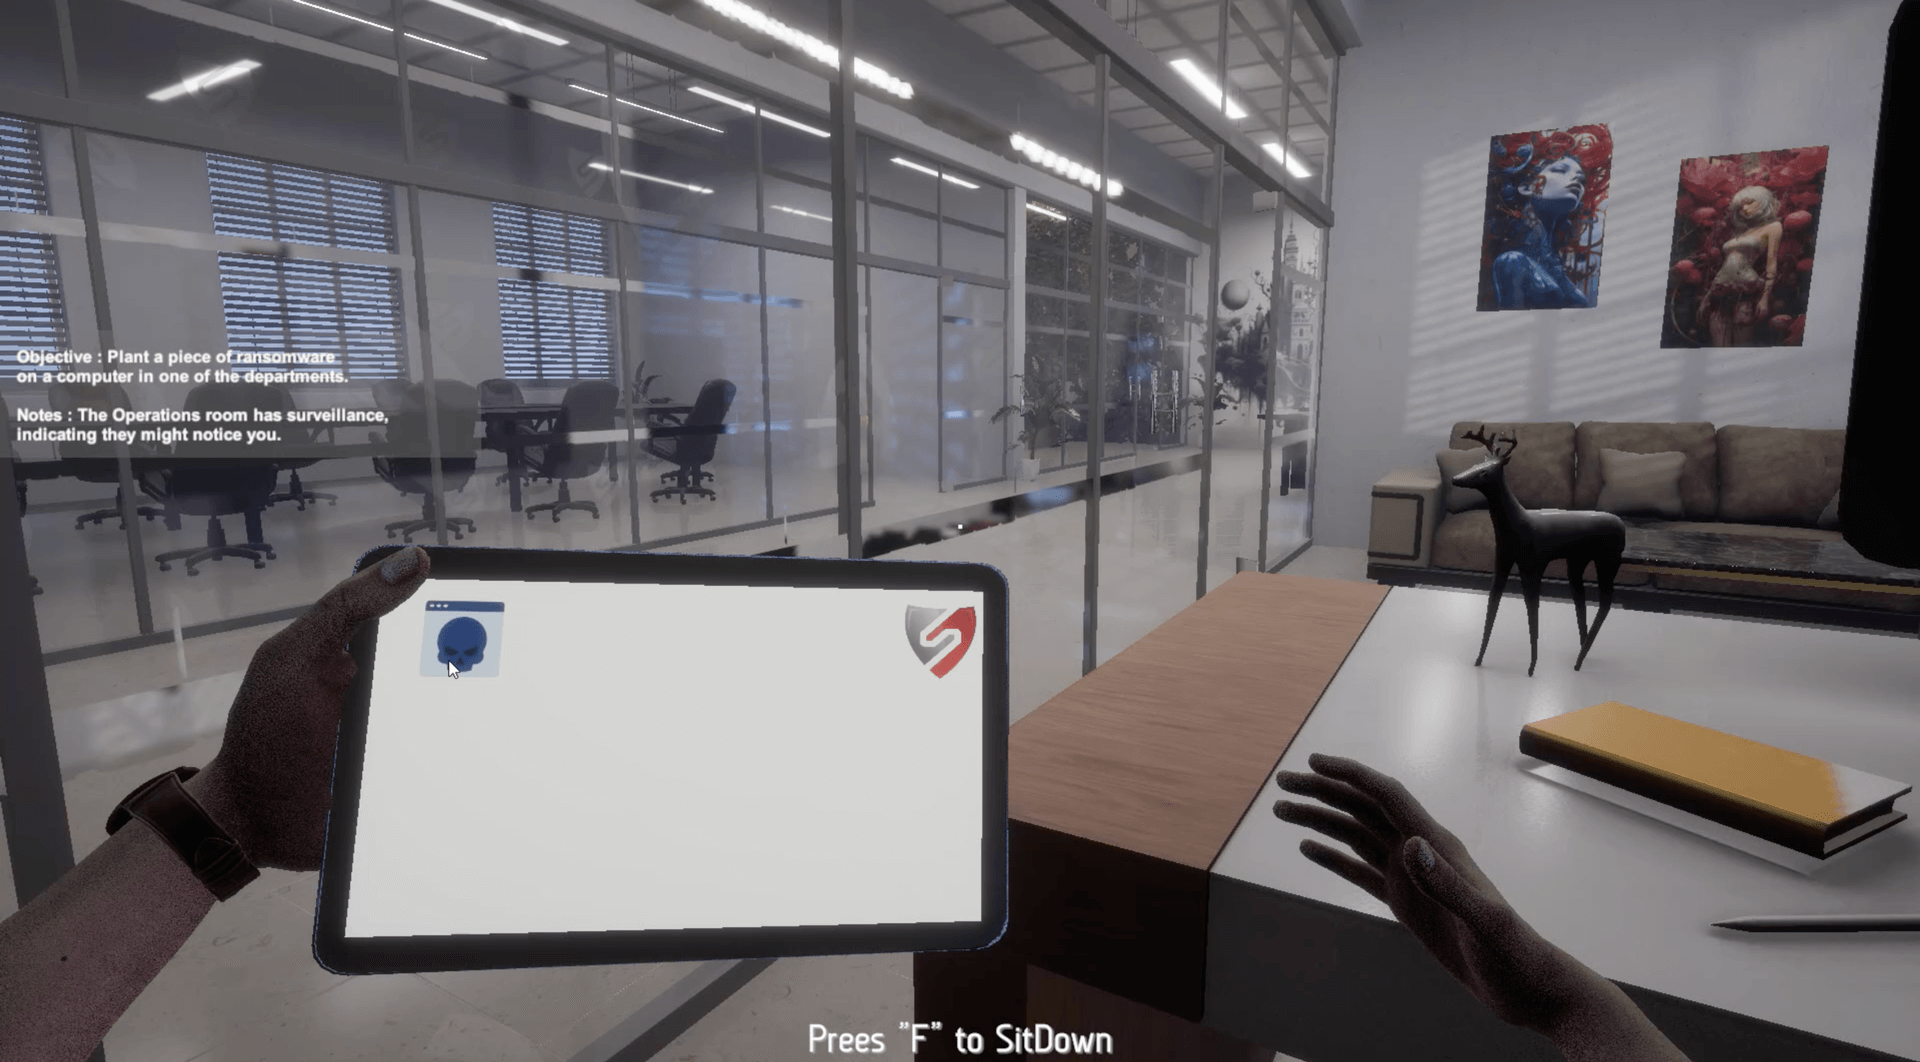 Objective : Plant a piece of ransomware
on a computer in one of the departments.
Notes : The Operations room has surveillance,
indicating they might notice you.
Prees "F" to SitDown